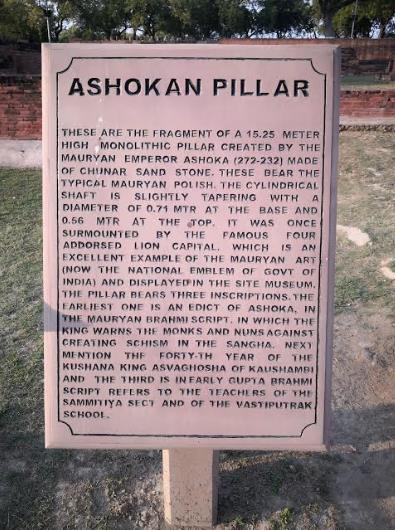 ASHOKAN PILLAR
THESE ARE THE FRAGMENT OF A 15.25 METER
HIGH MONOLITHIC PILLAR CREATED BY THE
MAURYAN EMPEROR ASHOKA (272-232) MADE
OF CHUNAR SAND STONE. THESE BEAR THE
TYPICAL MAURYAN POLISH. THE CYLINDRICAL
SHAFT IS SLIGHTLY TAPERING WITH A
DIAMETER OF 0.71 MTR AT THE BASE AND
0.56 MTR AT THE TOP. IT WAS ONCE
SURMOUNTED BY THE FAMOUS FOUR
ADDORSED LION CAPITAL. WHICH IS AN
EXCELLENT EXAMPLE OF THE MAURYAN ART
(NOW THE NATIONAL EMBLEM OF GOVT OF
INDIA) AND DISPLAYED IN THE SITE MUSEUM.
THE PILLAR BEARS THREE INSCRIPTIONS. THE
EARLIEST ONE IS AN EDICT OF ASHOKA, IN
THE MAURYAN BRAHMI SCRIPT. IN WHICH THE
KING WARNS THE MONKS AND NUNS AGAINST
CREATING SCHISM IN THE SANGHA. NEXT
MENTION THE FORTY-TH YEAR OF THE
KUSHANA KING ASVAGHOSHA OF KAUSHAMBI
AND THE THIRD IS IN EARLY GUPTA BRAHMI
SCRIPT REFERS TO THE TEACHERS OF THE
SAMMITIYA SECT AND OF THE VASTIPUTRAK
SCHOOL.